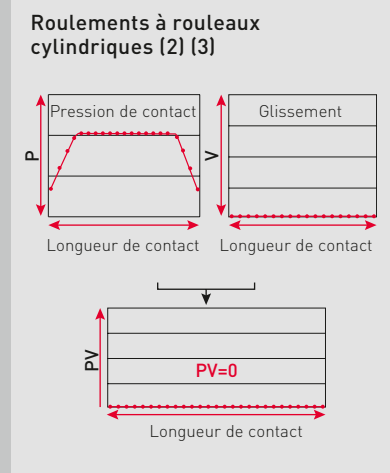 Roulements à rouleaux
cylindriques (2) (3)
Pression de contact
Glissement
P
V
Longueur de contact
Longueur de contact
PV
PV=0
Longueur de contact